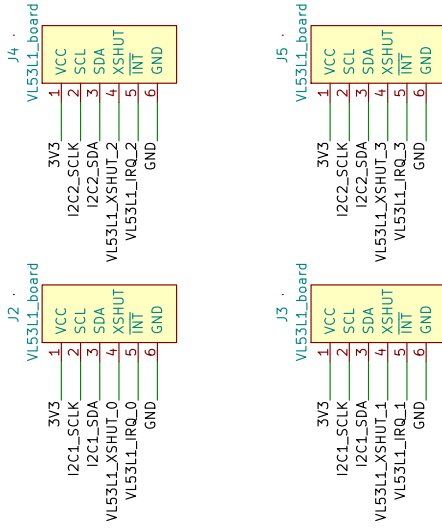 J4
VL53L1_board
VCC
SCL
SDA
XSHUT
INT
GND
1
2
3
4
5
6
3V3
I2C2_SCLK
I2C2_SDA
VL53L1_XSHUT_2
VL53L1_IRQ_2
GND
J5
VL53L1_board
VCC
SCL
SDA
XSHUT
INT
GND
1
2
3
4
5
6
3V3
I2C2_SCLK
I2C2_SDA
VL53L1_XSHUT_3
VL53L1_IRQ_3
GND
J2
VL53L1_board
VCC
SCL
SDA
XSHUT
INT
GND
1
2
3
4
5
6
3V3
I2C1_SCLK
I2C1_SDA
VL53L1_XSHUT_0
VL53L1_IRQ_0
GND
J3
VL53L1_board
VCC
SCL
SDA
XSHUT
INT
GND
1
2
3
4
5
6
3V3
I2C1_SCLK
I2C1_SDA
VL53L1_XSHUT_1
VL53L1_IRQ_1
GND